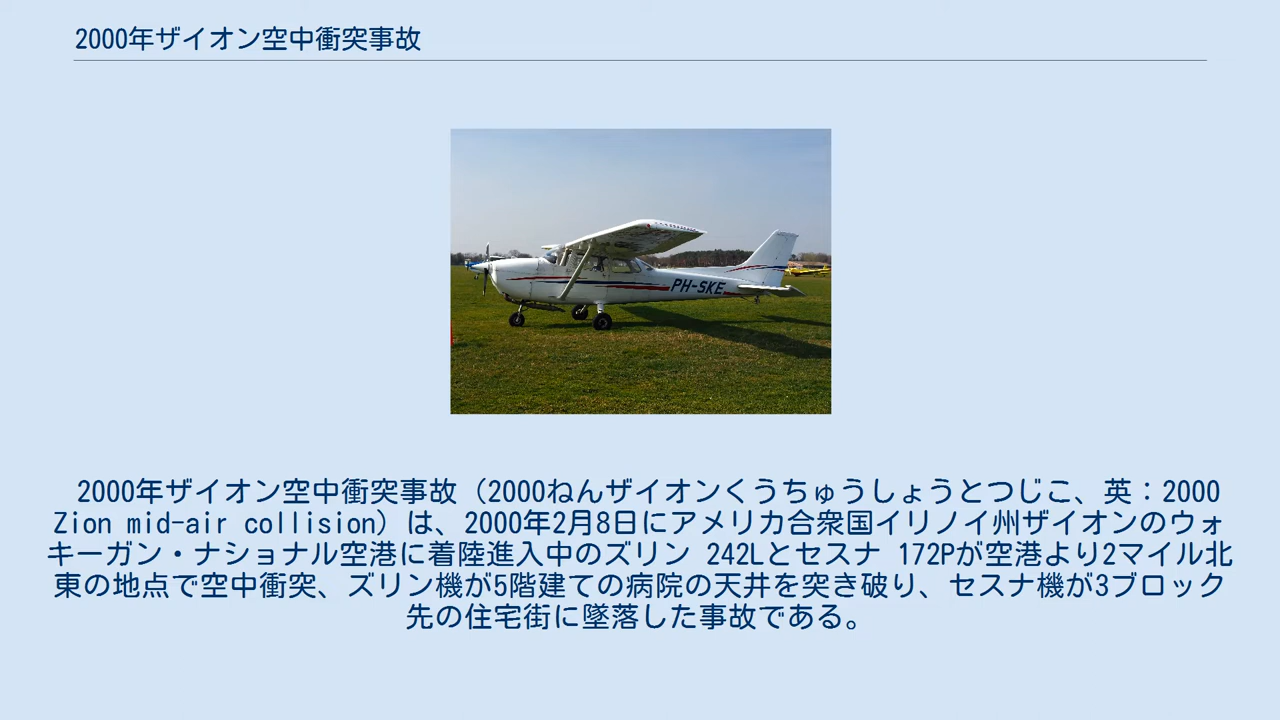 2000年ザイオン空中衝突事故
PH-SKE
2000年ザイオン空中衝突事故（2000ねんザイオンくうちゅうしょうとつじこ、英：2000
Zion mid-air collision）は、2000年2月8日にアメリカ合衆国イリノイ州ザイオンのウォ
キーガン・ナショナル空港に着陸進入中のズリン 242Lとセスナ 172Pが空港より2マイル北
東の地点で空中衝突、ズリン機が5階建ての病院の天井を突き破り、セスナ機が3ブロック
先の住宅街に墜落した事故である。